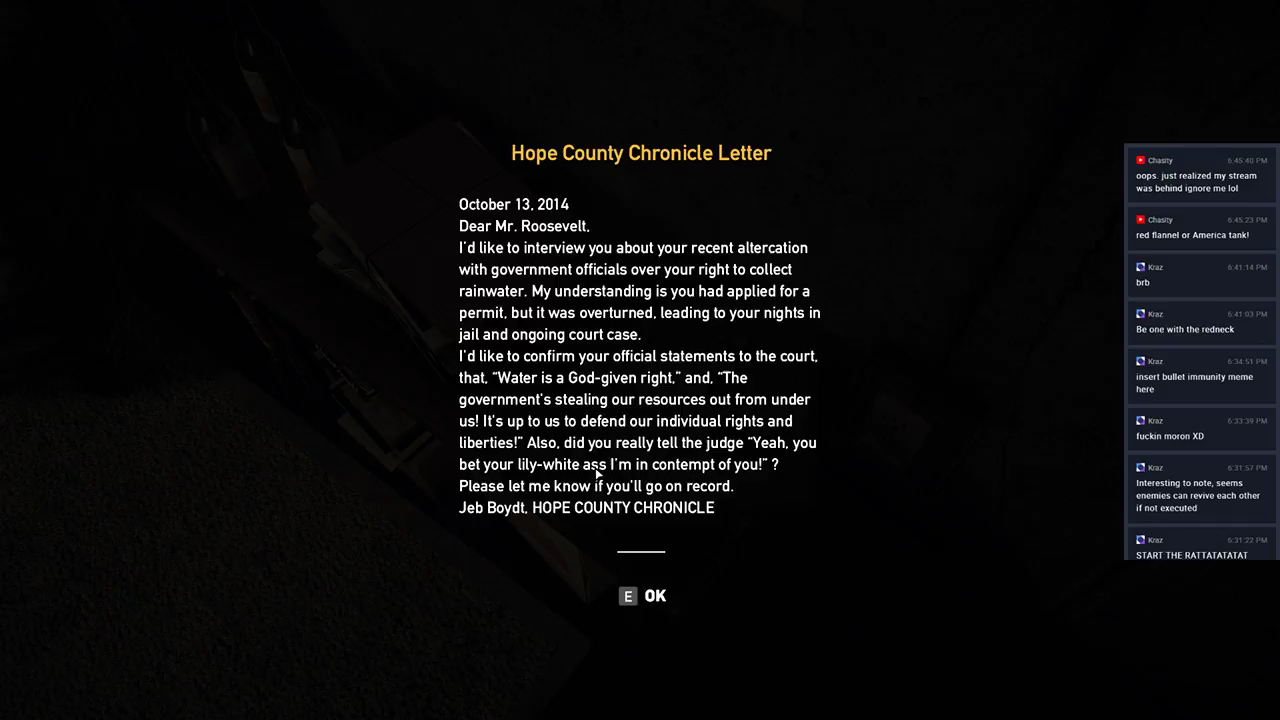 Hope County Chronicle Letter
October 13, 2014
Dear Mr. Roosevelt,
I'd like to interview you about your recent altercation
with government officials over your right to collect
rainwater. My understanding is you had applied for a
permit, but it was overturned, leading to your nights in
jail and ongoing court case.
I'd like to confirm your official statements to the court,
that, “Water is a God-given right,” and, “The
government's stealing our resources out from under
us! It's up to us to defend our individual rights and
liberties!” Also, did you really tell the judge “Yeah, you
bet your lily-white ass I'm in contempt of you!” ?
Please let me know if you'll go on record.
Jeb Boydt, HOPE COUNTY CHRONICLE
E OK
Chasity 6:45:40 PM
oops. just realized my stream
was behind ignore me lol
Chasity 6:45:23 PM
red flannel or America tank!
Kraz 6:41:14 PM
brb
Kraz 6:41:03 PM
Be one with the redneck
Kraz 6:34:51 PM
insert bullet immunity meme
here
Kraz 6:33:39 PM
fuckin moron XD
Kraz 6:31:57 PM
Interesting to note, seems
enemies can revive each other
if not executed
Kraz 6:31:22 PM
START THE RATTATATATAT